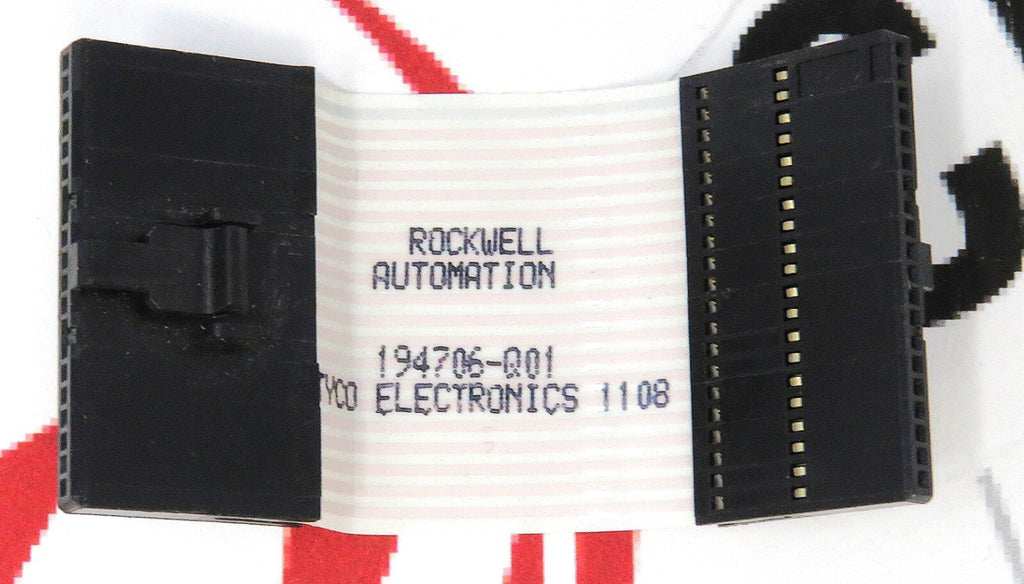 ROCKWELL
AUTOMATION
194706-Q01
TYCO ELECTRONICS 1108